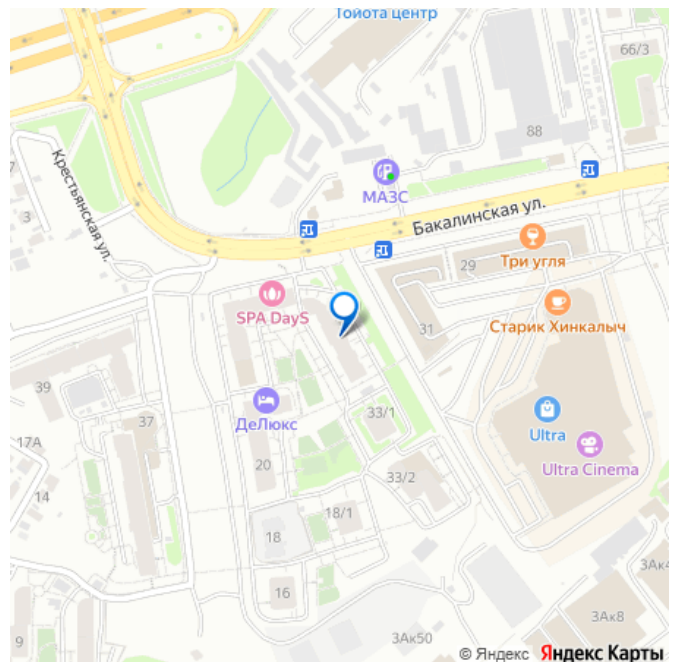 Тойота центр
66/3
88
7
3
Крестьянская ул.
МАЗС
Бакалинская ул.
29
Три угля
SPA DayS
31
Старик Хинкалыч
39
37
ДеЛюкс
33/1
Ultra
Ultra Cinema
17А
14
20
33/2
18/1
18
16
3Ак4
3Ак8
3Ак50
9
© Яндекс Яндекс Карты